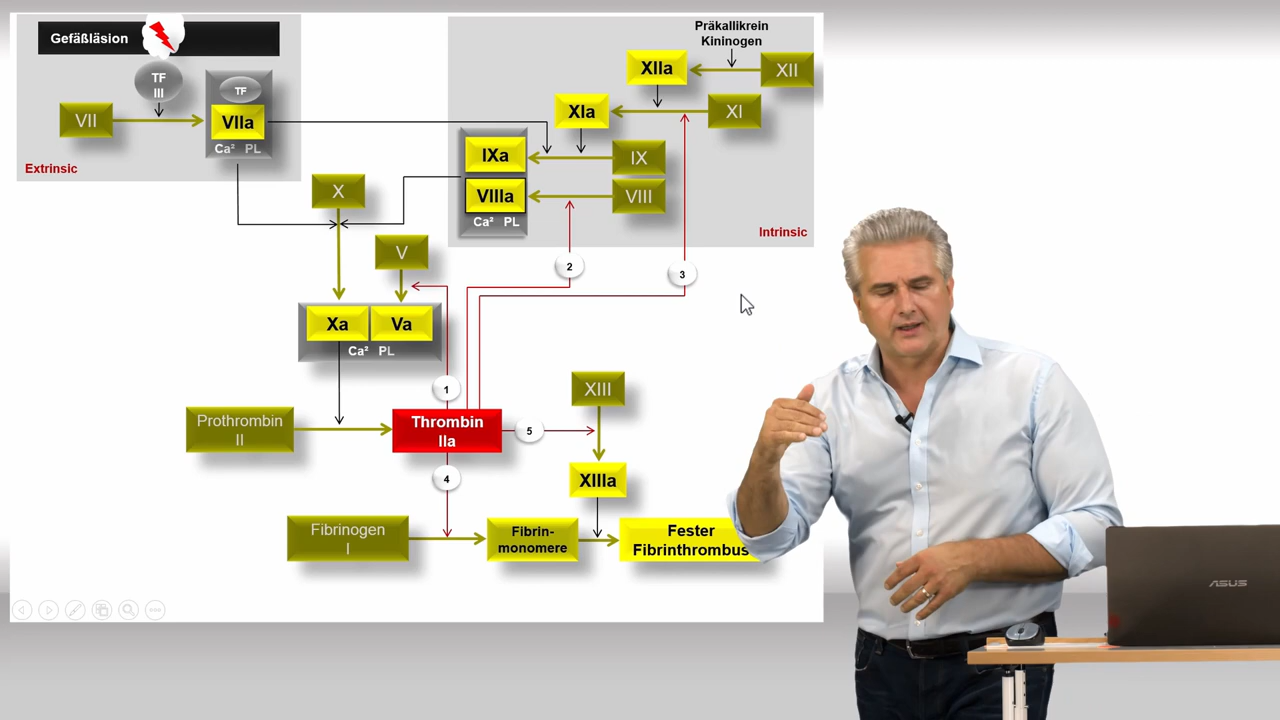 Gefäßläsion
TF
III
VII
TF
VIIa
Ca² PL
Extrinsic
Präkallikrein
Kininogen
XIIa
XII
XIa
XI
IXa
IX
VIIIa
VIII
Ca² PL
Intrinsic
X
V
2
3
Xa
Va
Ca² PL
1
Prothrombin
II
Thrombin
IIa
5
XIII
4
XIIIa
Fibrinogen
I
Fibrin-
monomere
Fester
Fibrinthrombus
ASUS